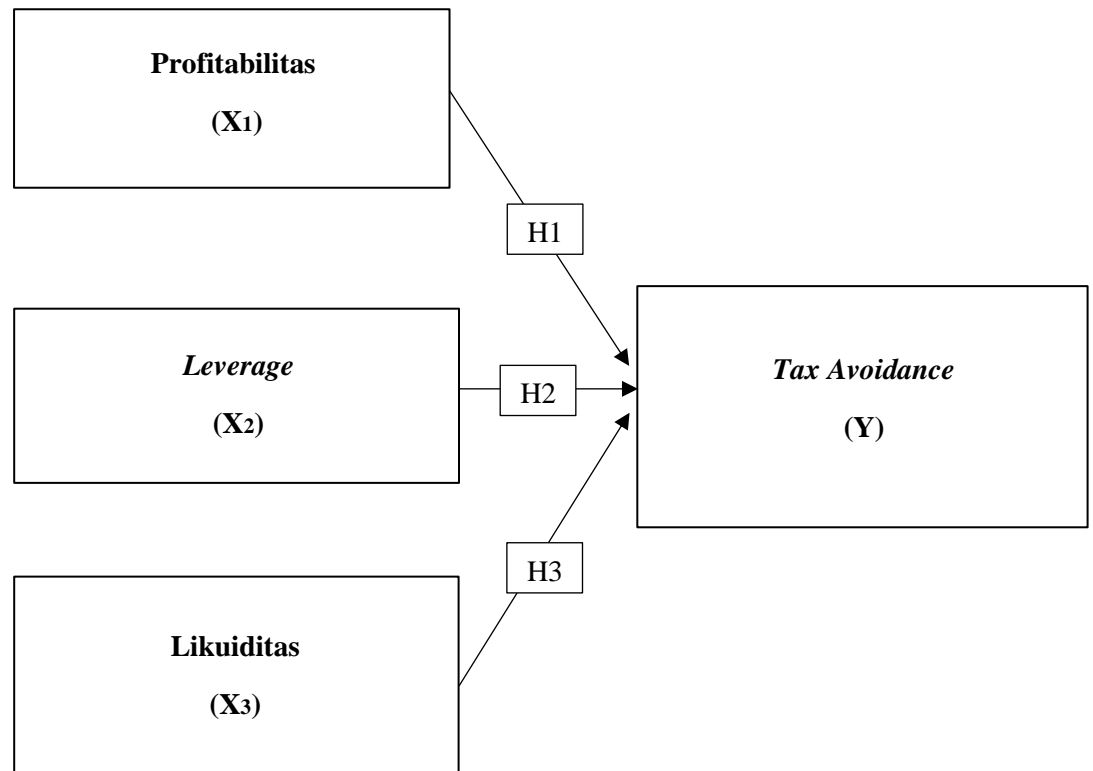 Profitabilitas
(X1)
H1
Leverage
(X2)
H2
Tax Avoidance
(Y)
H3
Likuiditas
(X3)